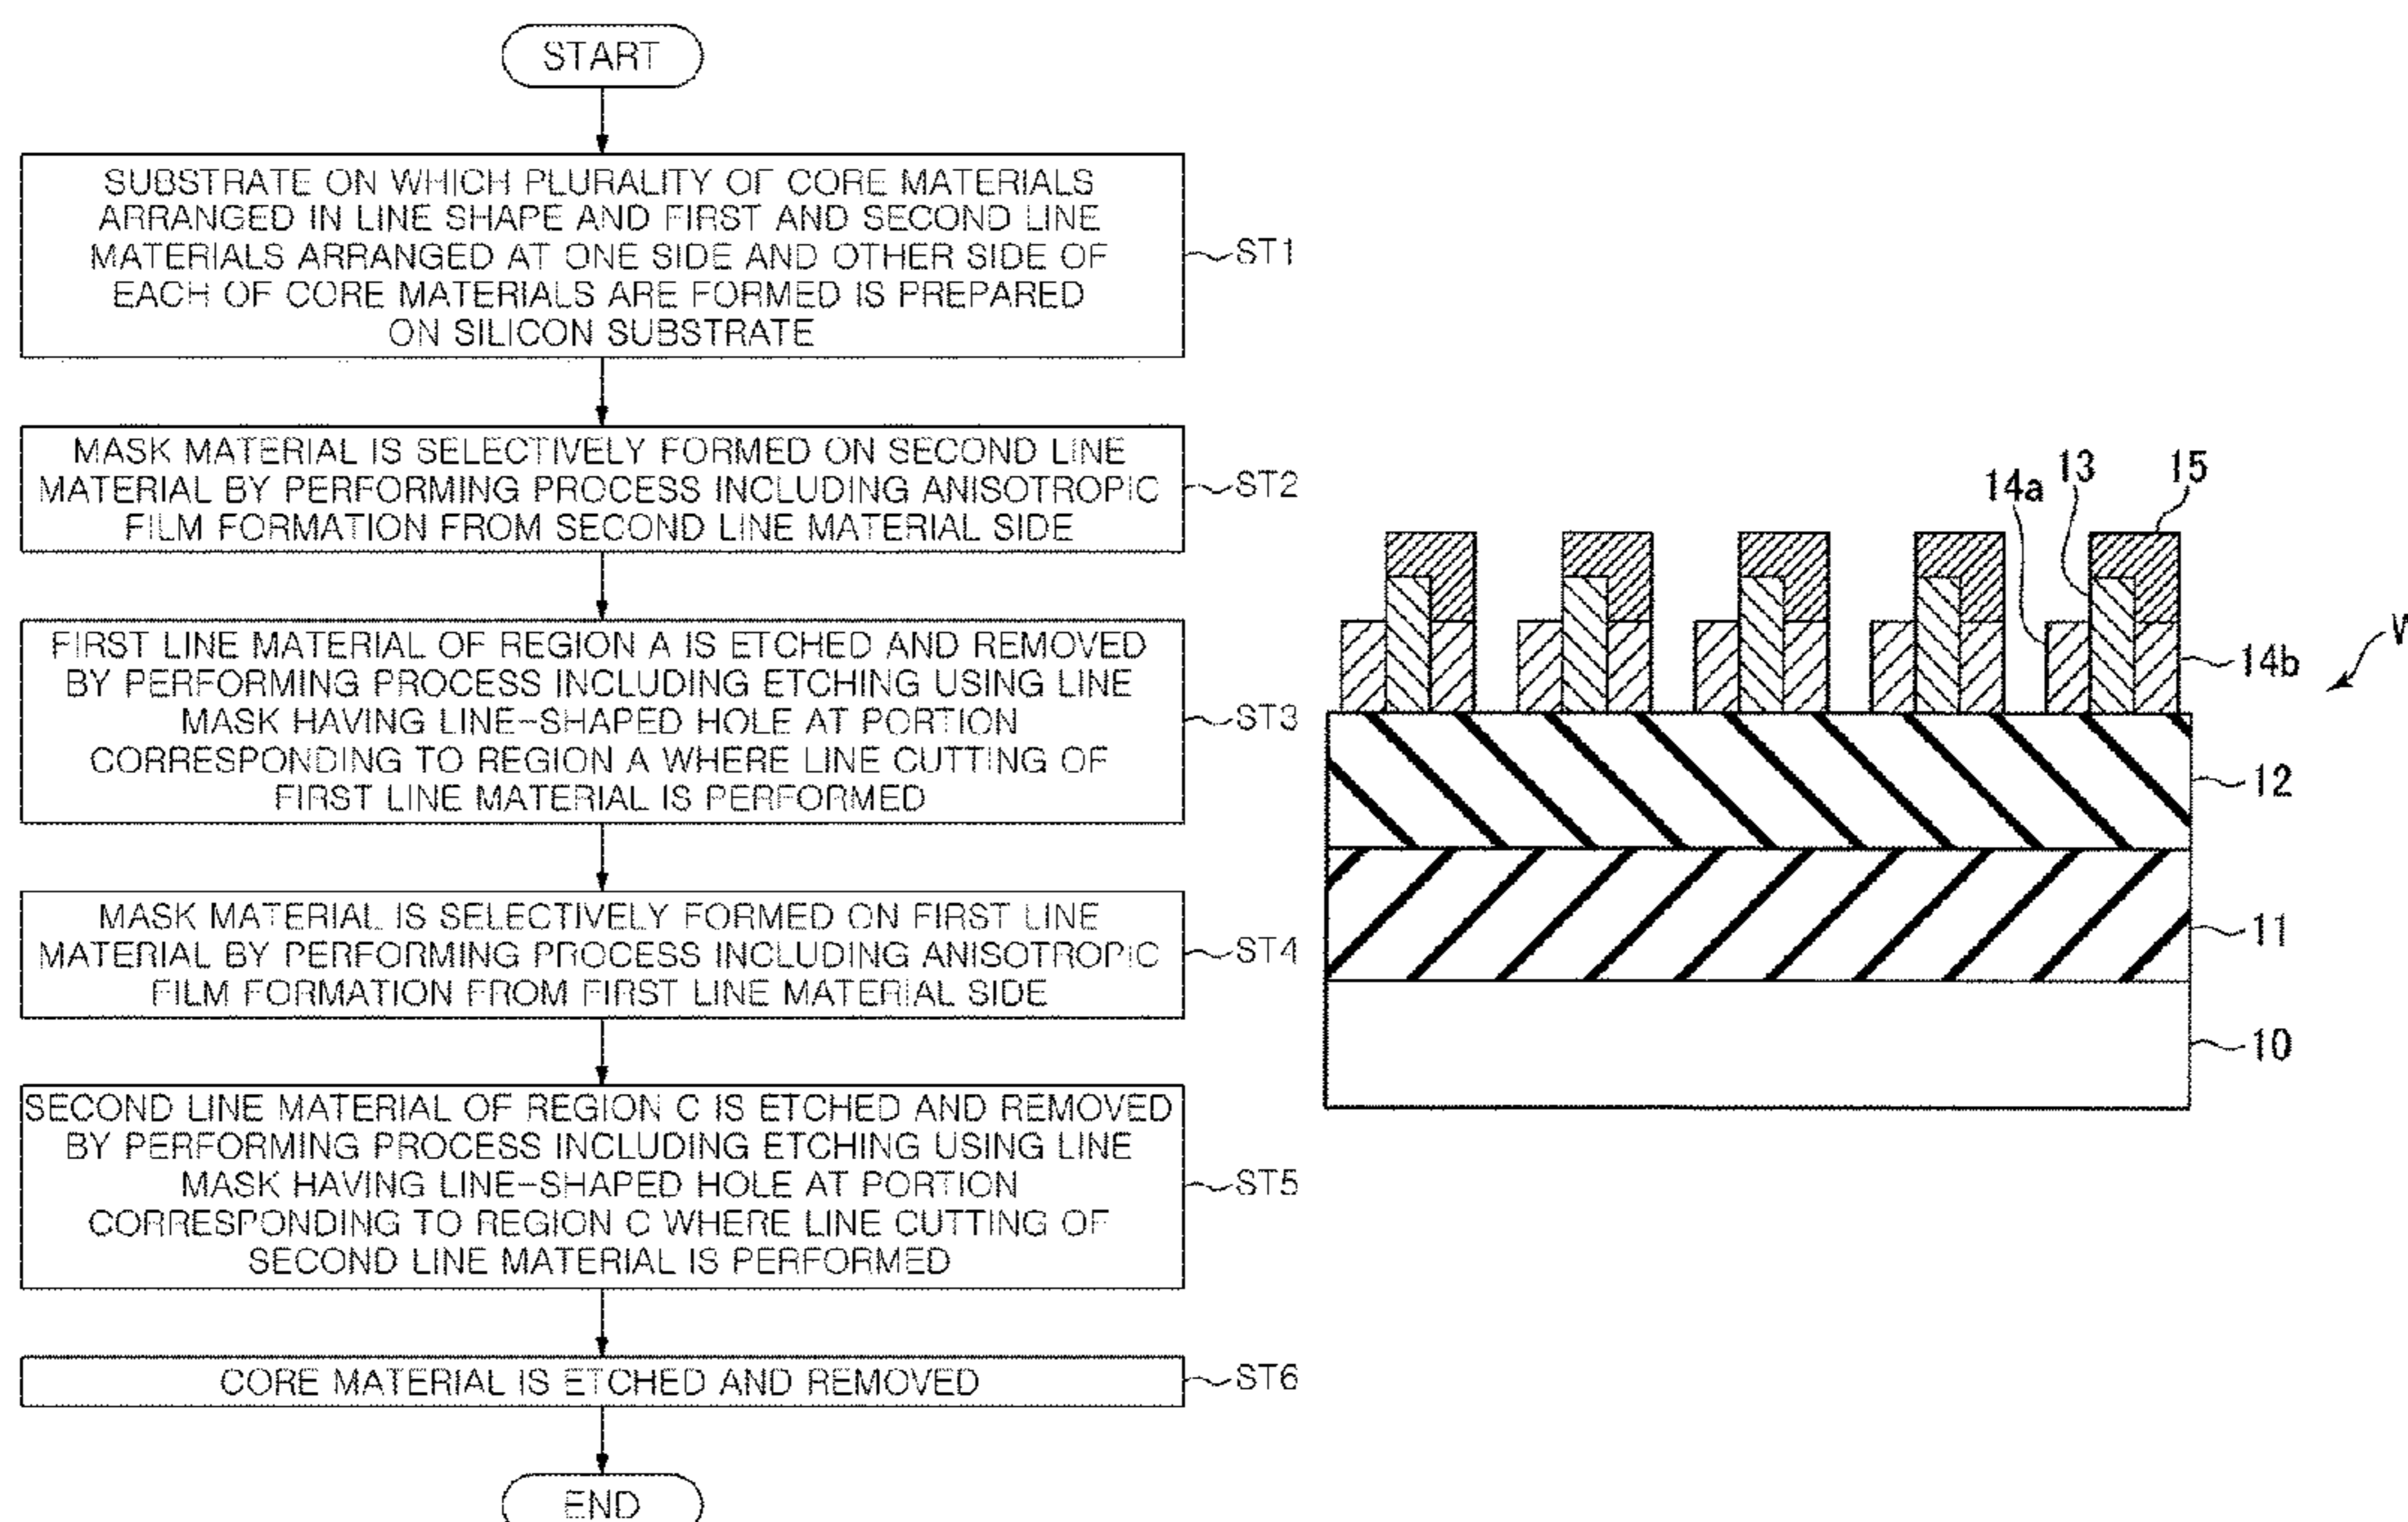 START
SUBSTRATE ON WHICH PLURALITY OF CORE MATERIALS
ARRANGED IN LINE SHAPE AND FIRST AND SECOND LINE
MATERIALS ARRANGED AT ONE SIDE AND OTHER SIDE OF
EACH OF CORE MATERIALS ARE FORMED IS PREPARED
ON SILICON SUBSTRATE
ST1
MASK MATERIAL IS SELECTIVELY FORMED ON SECOND LINE
MATERIAL BY PERFORMING PROCESS INCLUDING ANISOTROPIC
FILM FORMATION FROM SECOND LINE MATERIAL SIDE
ST2
FIRST LINE MATERIAL OF REGION A IS ETCHED AND REMOVED
BY PERFORMING PROCESS INCLUDING ETCHING USING LINE
MASK HAVING LINE-SHAPED HOLE AT PORTION
CORRESPONDING TO REGION A WHERE LINE CUTTING OF
FIRST LINE MATERIAL IS PERFORMED
ST3
MASK MATERIAL IS SELECTIVELY FORMED ON FIRST LINE
MATERIAL BY PERFORMING PROCESS INCLUDING ANISOTROPIC
FILM FORMATION FROM FIRST LINE MATERIAL SIDE
ST4
SECOND LINE MATERIAL OF REGION C IS ETCHED AND REMOVED
BY PERFORMING PROCESS INCLUDING ETCHING USING LINE
MASK HAVING LINE-SHAPED HOLE AT PORTION
CORRESPONDING TO REGION C WHERE LINE CUTTING OF
SECOND LINE MATERIAL IS PERFORMED
ST5
CORE MATERIAL IS ETCHED AND REMOVED
ST6
END
14a
13
15
W
14b
12
11
10